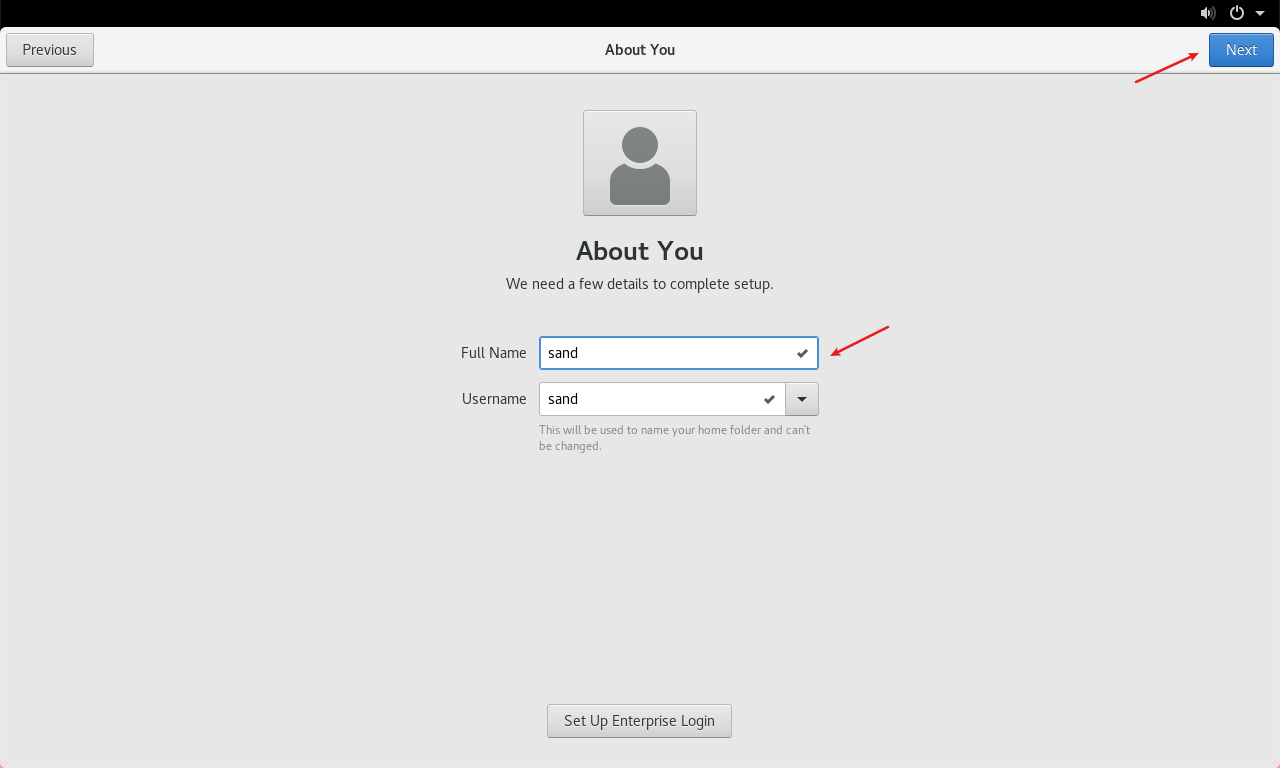 Previous
About You
Next
About You
We need a few details to complete setup.
Full Name
sand
Username
sand
This will be used to name your home folder and can't
be changed.
Set Up Enterprise Login